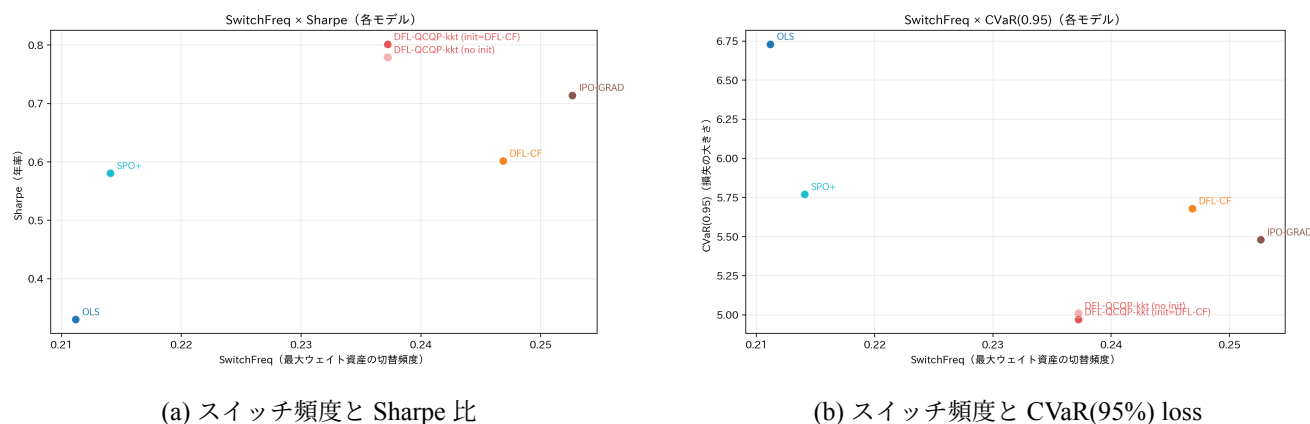 SwitchFreq × Sharpe（各モデル）
Sharpe（年率）
0.8
0.7
0.6
0.5
0.4
DFL-QCQP-kkt (init=DFL-CF)
DFL-QCQP-kkt (no init)
IPO-GRAD
DFL-CF
SPO+
OLS
0.21 0.22 0.23 0.24 0.25
SwitchFreq（最大ウェイト資産の切替頻度）
(a) スイッチ頻度と Sharpe 比
SwitchFreq × CVaR(0.95)（各モデル）
CVaR(0.95)（損失の大きさ）
6.75
6.50
6.25
6.00
5.75
5.50
5.25
5.00
OLS
SPO+
DFL-CF
IPO-GRAD
DFL-QCQP-kkt (no init)
DFL-QCQP-kkt (init=DFL-CF)
0.21 0.22 0.23 0.24 0.25
SwitchFreq（最大ウェイト資産の切替頻度）
(b) スイッチ頻度と CVaR(95%) loss